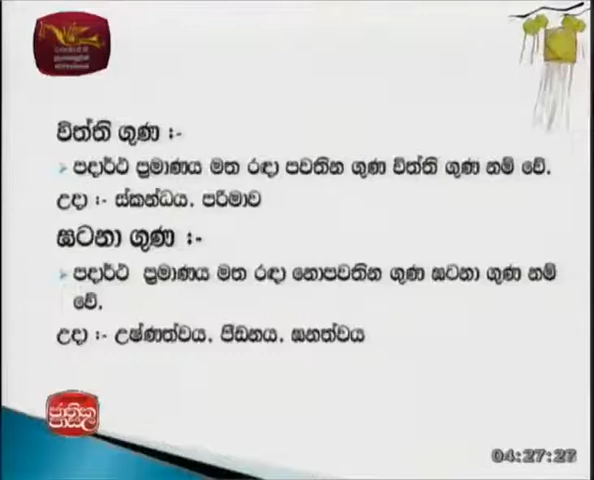 විත්ති ගුණ :-
පදාර්ථ ප්‍රමාණය මත රඳා පවතින ගුණ විත්ති ගුණ නම් වේ.
උදා :- ස්කන්ධය, පරිමාව
ඝටනා ගුණ :-
පදාර්ථ ප්‍රමාණය මත රඳා නොපවතින ගුණ ඝටනා ගුණ නම්
වේ.
උදා :- උෂ්ණත්වය, පීඩනය, ඝනත්වය
ජාතික
පාසල
04:27:27